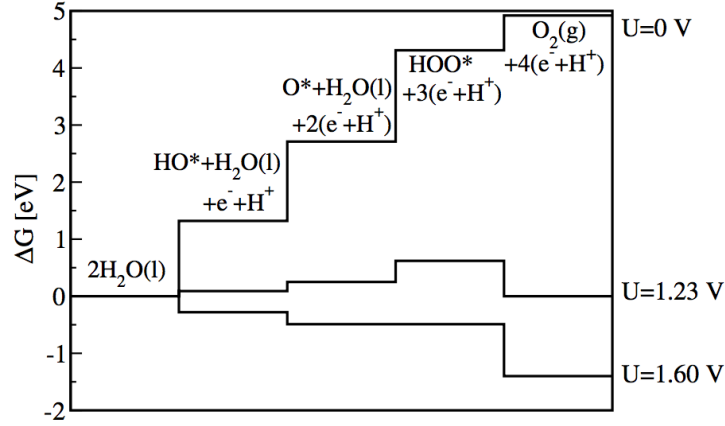 5
4
3
2
1
0
-1
-2
ΔG [eV]
2H₂O(l)
HO*+H₂O(l)
+e⁻+H⁺
O*+H₂O(l)
+2(e⁻+H⁺)
HOO*
+3(e⁻+H⁺)
O₂(g)
+4(e⁻+H⁺)
U=0 V
U=1.23 V
U=1.60 V